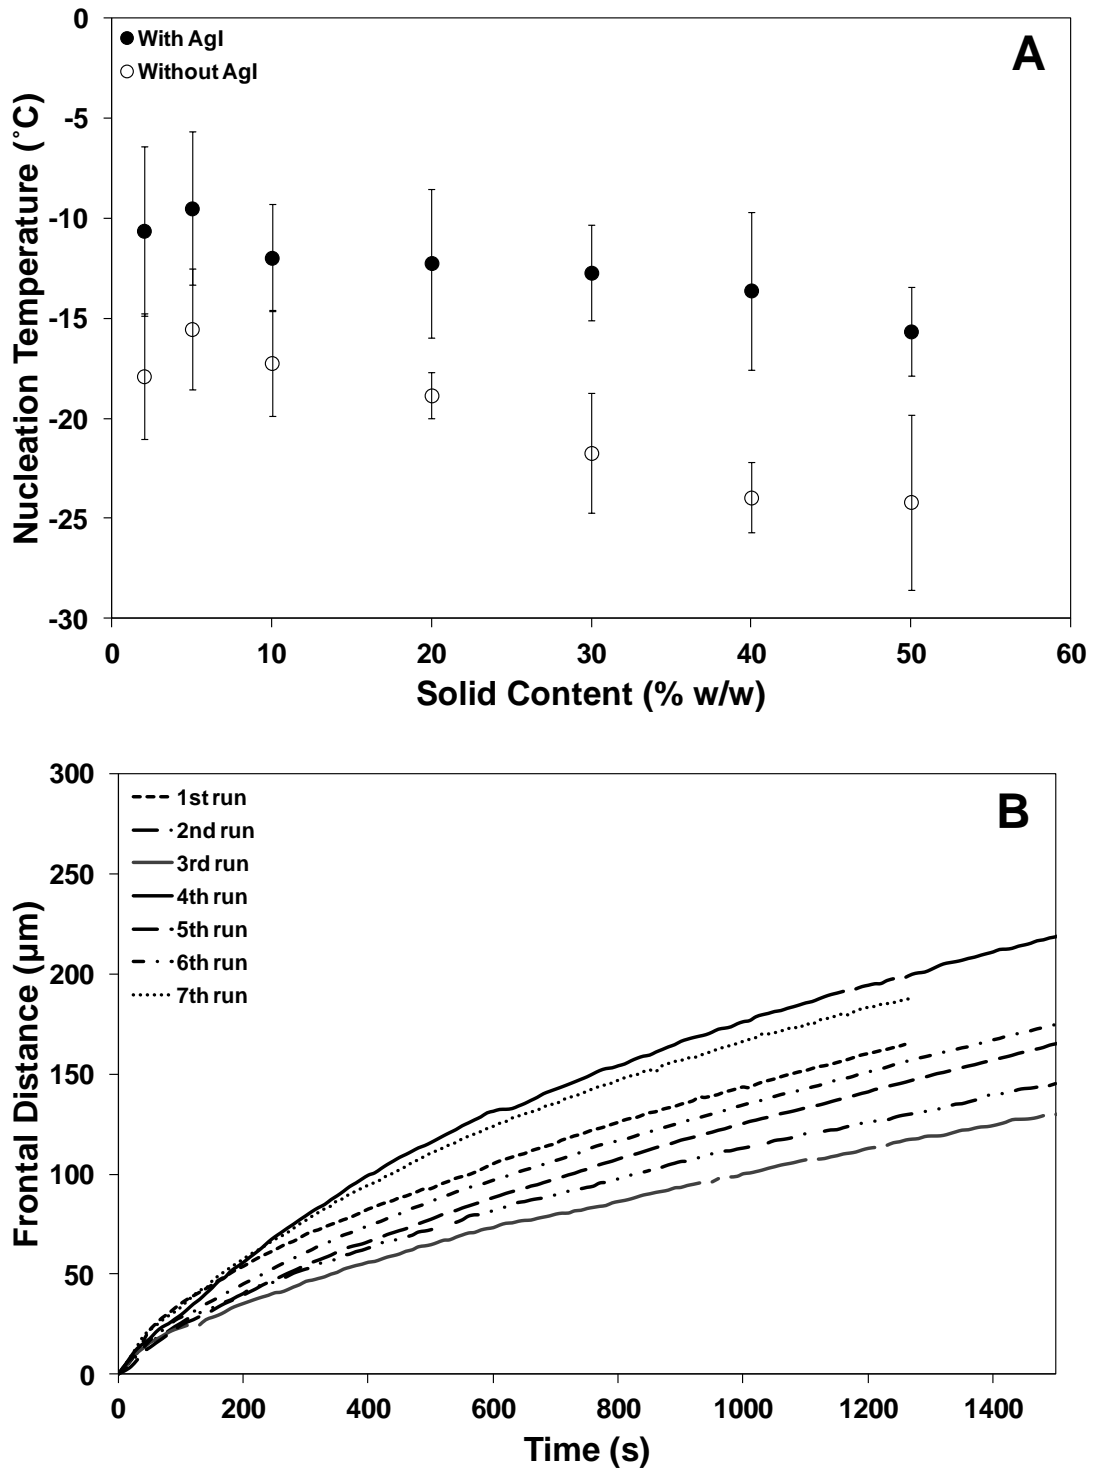 A
With AgI
Without AgI
0
-5
-10
-15
-20
-25
-30
Nucleation Temperature (˚C)
0 10 20 30 40 50 60
Solid Content (% w/w)
B
1st run
2nd run
3rd run
4th run
5th run
6th run
7th run
300
250
200
150
100
50
0
Frontal Distance (µm)
0 200 400 600 800 1000 1200 1400
Time (s)